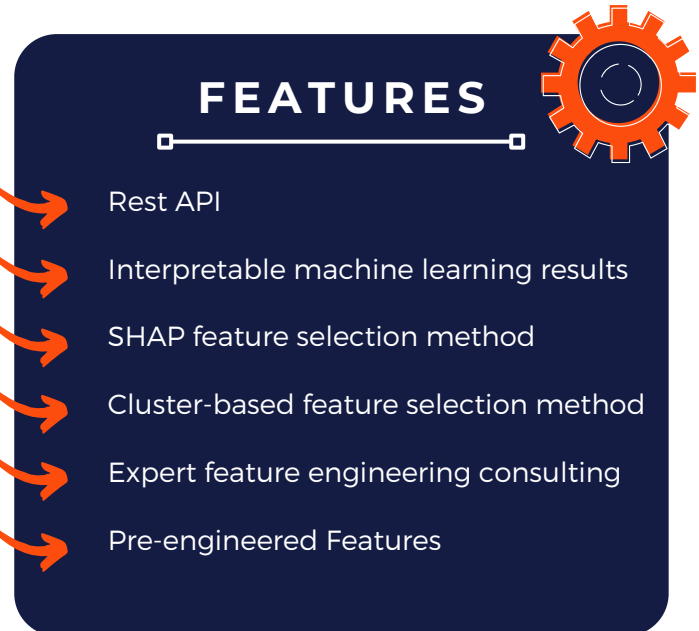 FEATURES
Rest API
Interpretable machine learning results
SHAP feature selection method
Cluster-based feature selection method
Expert feature engineering consulting
Pre-engineered Features